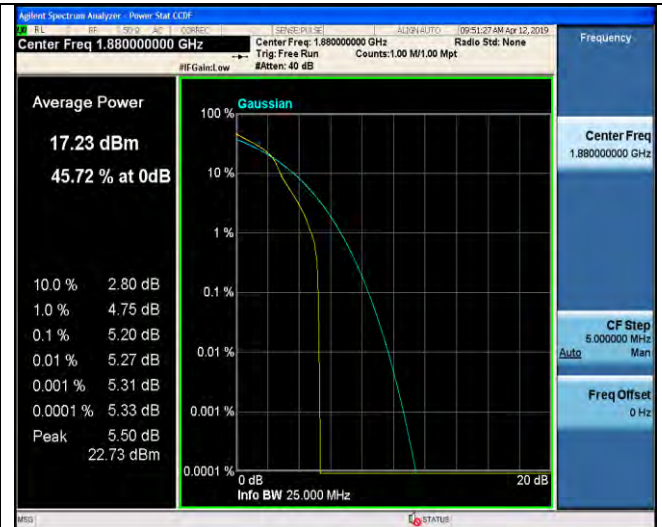 Agilent Spectrum Analyzer - Power Stat CCDF
RL RF 50 Ω AC CORREC SENSE:PULSE ALIGN AUTO 09:51:27 AM Apr 12, 2019
Center Freq 1.880000000 GHz
Center Freq: 1.880000000 GHz Radio Std: None
Trig: Free Run Counts:1.00 M/1.00 Mpt
#IFGain:Low #Atten: 40 dB
Frequency
Average Power
17.23 dBm
45.72 % at 0dB
10.0 % 2.80 dB
1.0 % 4.75 dB
0.1 % 5.20 dB
0.01 % 5.27 dB
0.001 % 5.31 dB
0.0001 % 5.33 dB
Peak 5.50 dB
22.73 dBm
Gaussian
100 %
10 %
1 %
0.1 %
0.01 %
0.001 %
0.0001 %
0 dB 20 dB
Info BW 25.000 MHz
Center Freq
1.880000000 GHz
CF Step
5.000000 MHz
Auto Man
Freq Offset
0 Hz
MSG STATUS